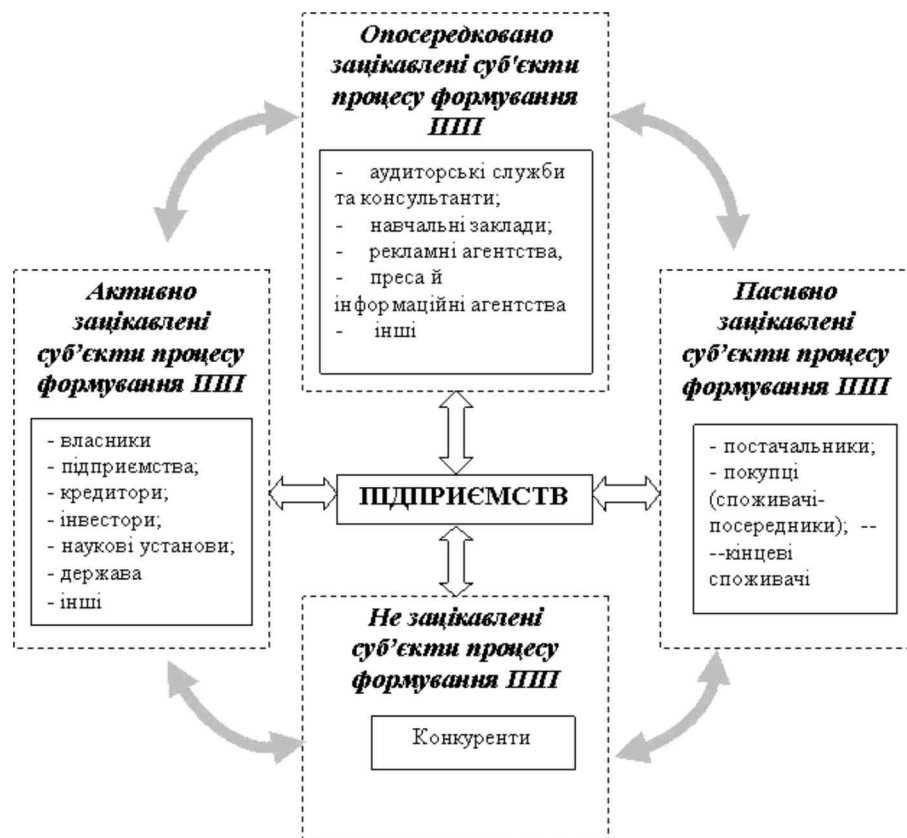 Опосередковано
зацікавлені суб'єкти
процесу формування
ІПП
- аудиторські служби
та консультанти;
- навчальні заклади;
- рекламні агентства,
- преса й
інформаційні агентства
- інші
Активно
зацікавлені
суб’єкти процесу
формування ІПП
- власники
- підприємства;
- кредитори;
- інвестори;
- наукові установи;
- держава
- інші
ПІДПРИЄМСТВ
Пасивно
зацікавлені
суб’єкти процесу
формування ІПП
- постачальники;
- покупці
(споживачі-
посередники); --
--кінцеві
споживачі
Не зацікавлені
суб’єкти процесу
формування ІПП
Конкуренти